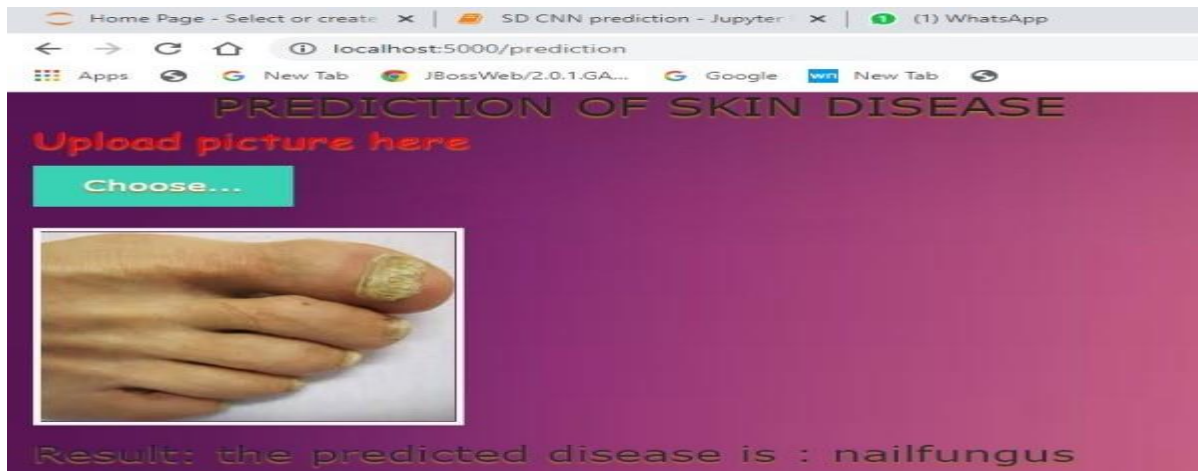 Home Page - Select or create SD CNN prediction - Jupyter (1) WhatsApp
localhost:5000/prediction
Apps New Tab JBossWeb/2.0.1.GA... Google wn New Tab
PREDICTION OF SKIN DISEASE
Upload picture here
Choose...
Result: the predicted disease is : nailfungus